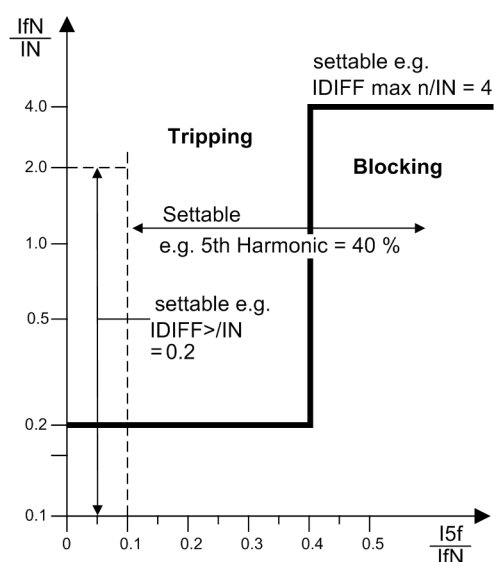 IfN
IN
settable e.g.
IDIFF max n/IN = 4
4.0
Tripping
Blocking
2.0
Settable
1.0
e.g. 5th Harmonic = 40 %
settable e.g.
0.5
IDIFF>/IN
=0.2
0.2
0.1
0 0.1 0.2 0.3 0.4 0.5
I5f
IfN